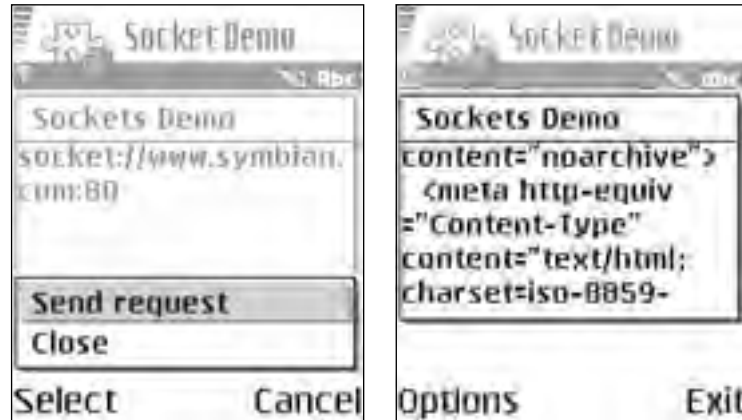 Socket Demo
Abc
Sockets Demo
socket://www.symbian.
com:80
Send request
Close
Select Cancel
Socket Demo
abc
Sockets Demo
content="noarchive">
<meta http-equiv
="Content-Type"
content="text/html;
charset=iso-8859-
Options Exit